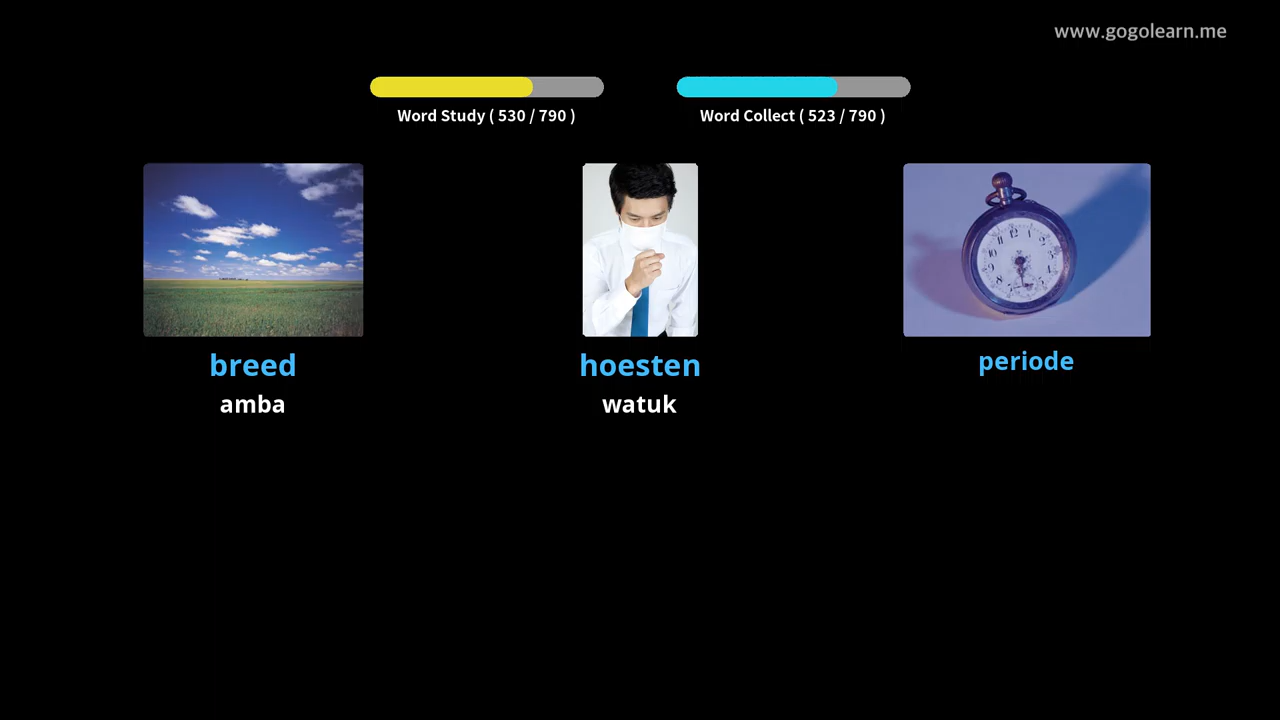 www.gogolearn.me
Word Study ( 530 / 790 )
Word Collect ( 523 / 790 )
breed
amba
hoesten
watuk
periode